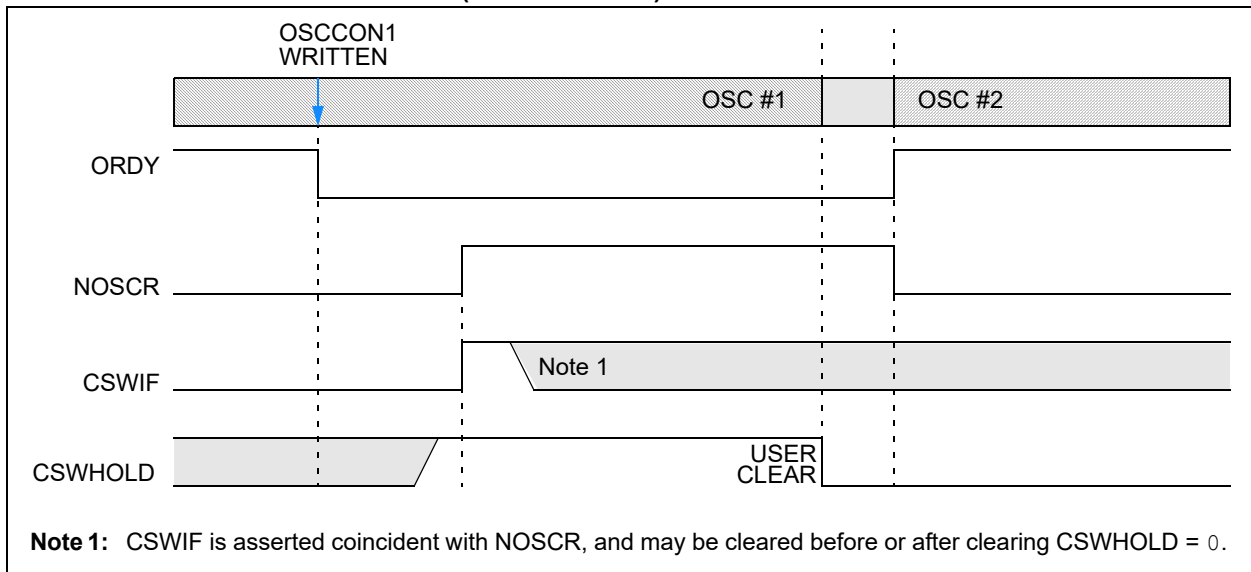 OSCCON1
WRITTEN
OSC #1
OSC #2
ORDY
NOSCR
CSWIF
Note 1
CSWHOLD
USER
CLEAR
Note 1: CSWIF is asserted coincident with NOSCR, and may be cleared before or after clearing CSWHOLD = 0.